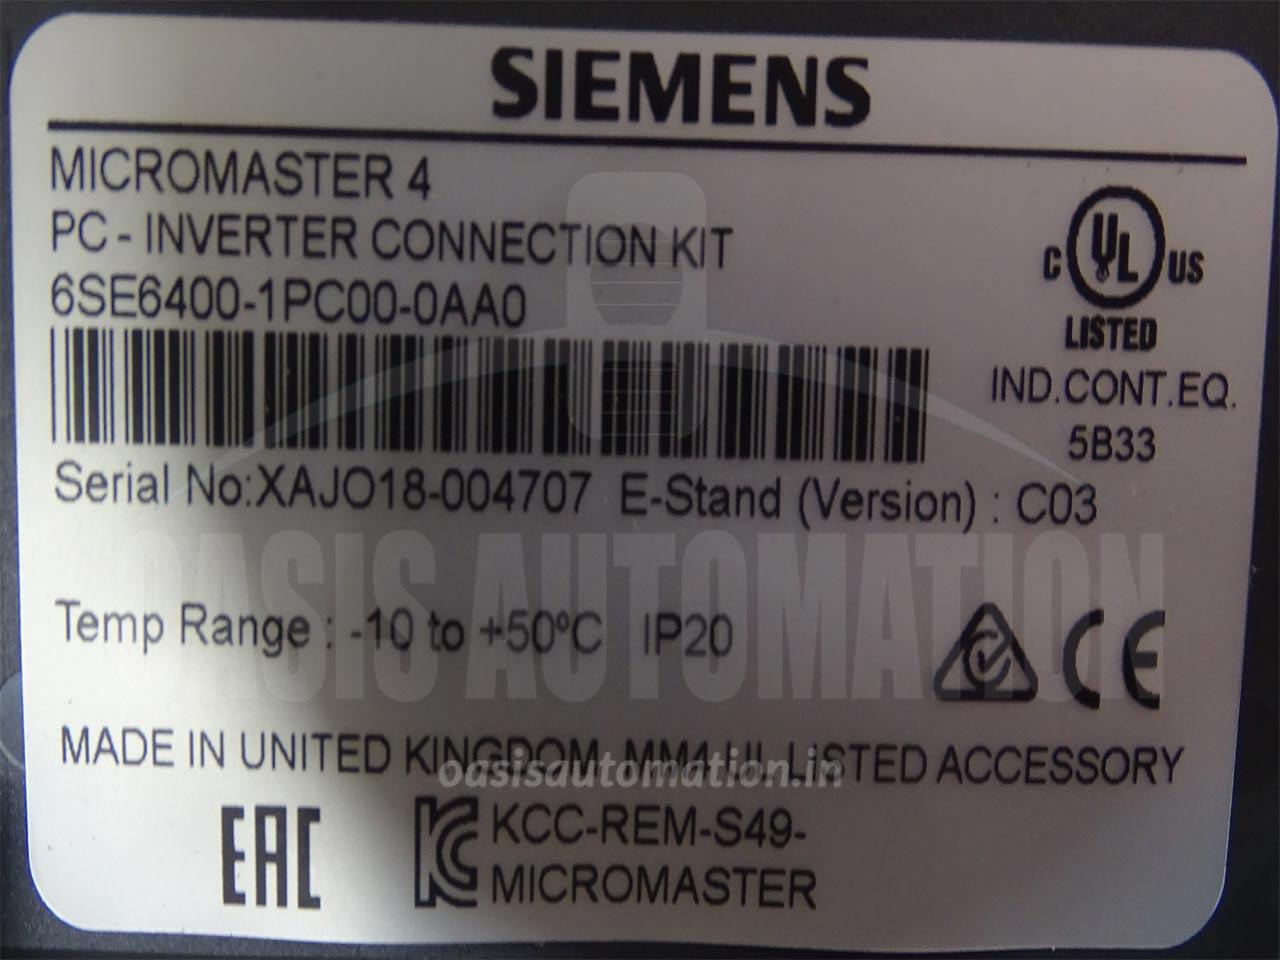 SIEMENS
MICROMASTER 4
PC - INVERTER CONNECTION KIT
6SE6400-1PC00-0AA0
C UL US
LISTED
IND.CONT.EQ.
5B33
Serial No:XAJO18-004707 E-Stand (Version) : C03
OASIS AUTOMATION
Temp Range : -10 to +50°C IP20
CE
MADE IN UNITED KINGDOM MM4 UL LISTED ACCESSORY
oasisautomation.in
EAC
KC KCC-REM-S49-
MICROMASTER